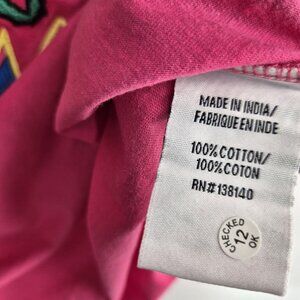 MADE IN INDIA/
FABRIQUE EN INDE
100% COTTON/
100% COTON
RN# 138140
CHECKED
12
OK